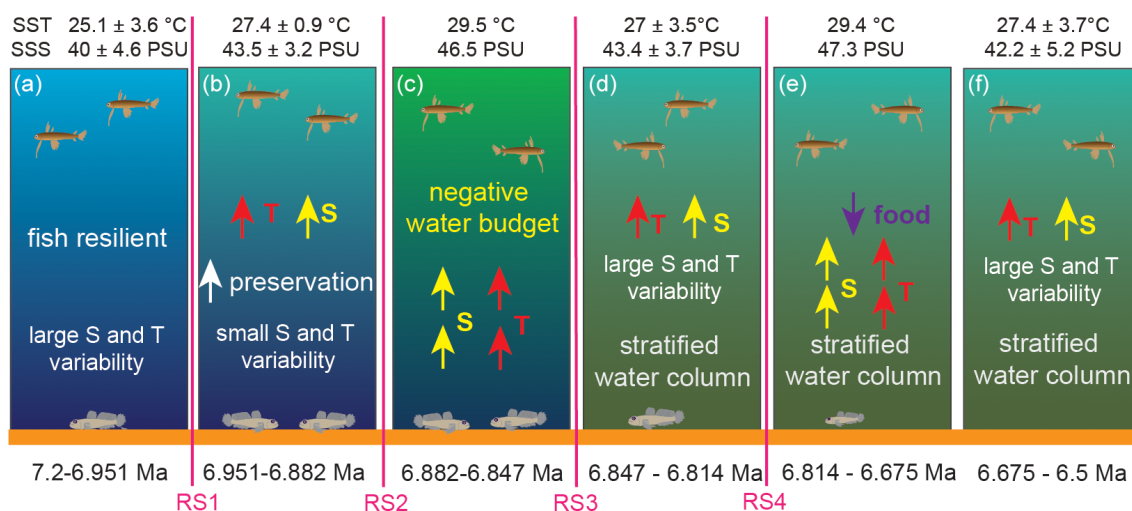 SST 25.1 ± 3.6 °C
SSS 40 ± 4.6 PSU
27.4 ± 0.9 °C
43.5 ± 3.2 PSU
29.5 °C
46.5 PSU
27 ± 3.5°C
43.4 ± 3.7 PSU
29.4 °C
47.3 PSU
27.4 ± 3.7°C
42.2 ± 5.2 PSU
(a)
fish resilient
large S and T
variability
(b)
T S
preservation
small S and T
variability
(c)
negative
water budget
S T
(d)
T S
large S and T
variability
stratified
water column
(e)
food
S T
stratified
water column
(f)
T S
large S and T
variability
stratified
water column
7.2-6.951 Ma
6.951-6.882 Ma
6.882-6.847 Ma
6.847 - 6.814 Ma
6.814 - 6.675 Ma
6.675 - 6.5 Ma
RS1
RS2
RS3
RS4